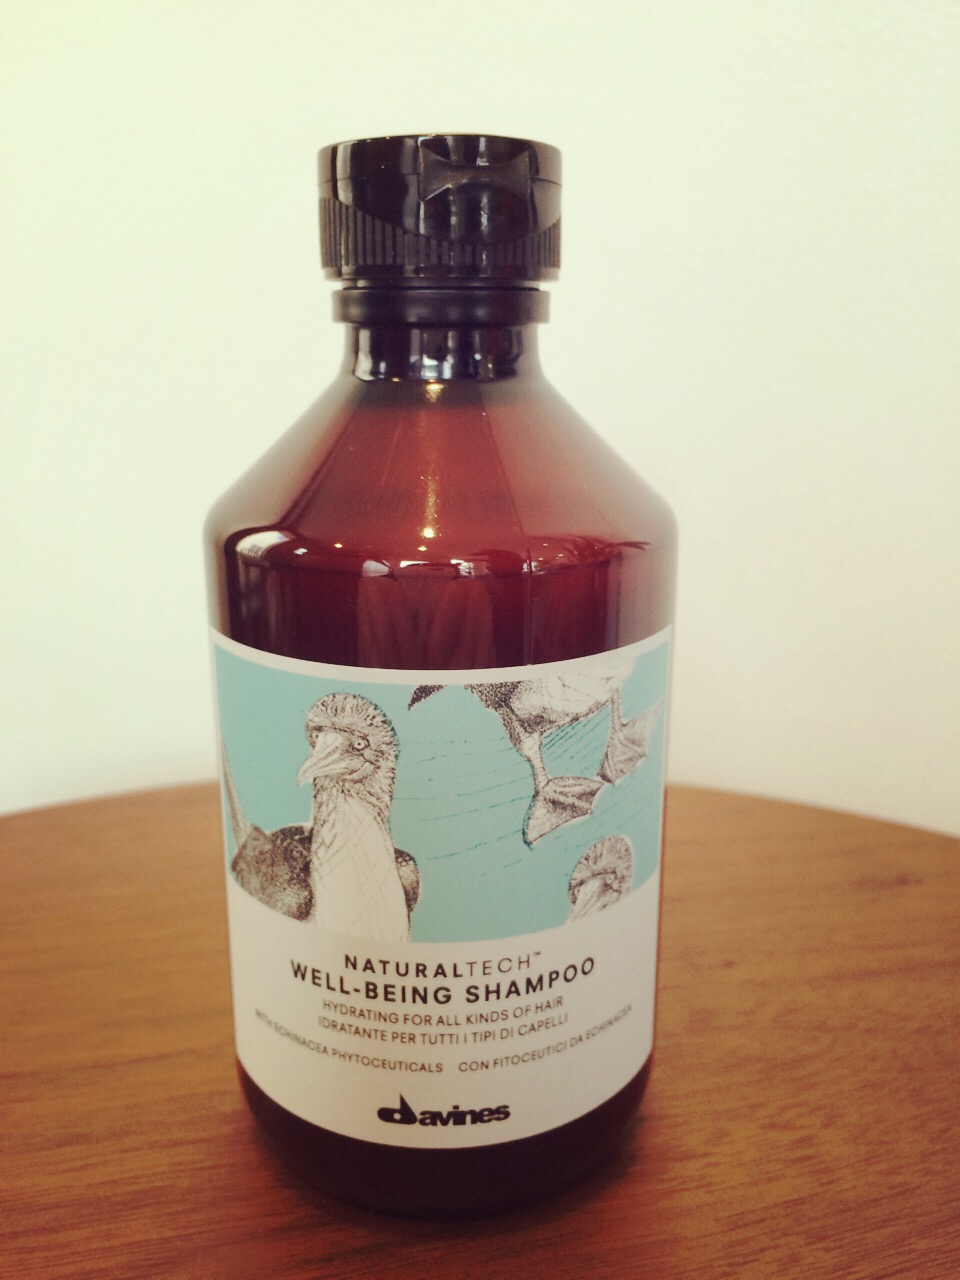 NATURALTECH™
WELL-BEING SHAMPOO
HYDRATING FOR ALL KINDS OF HAIR
IDRATANTE PER TUTTI I TIPI DI CAPELLI
WITH ECHINACEA PHYTOCEUTICALS CON FITOCEUTICI DA ECHINACEA
davines